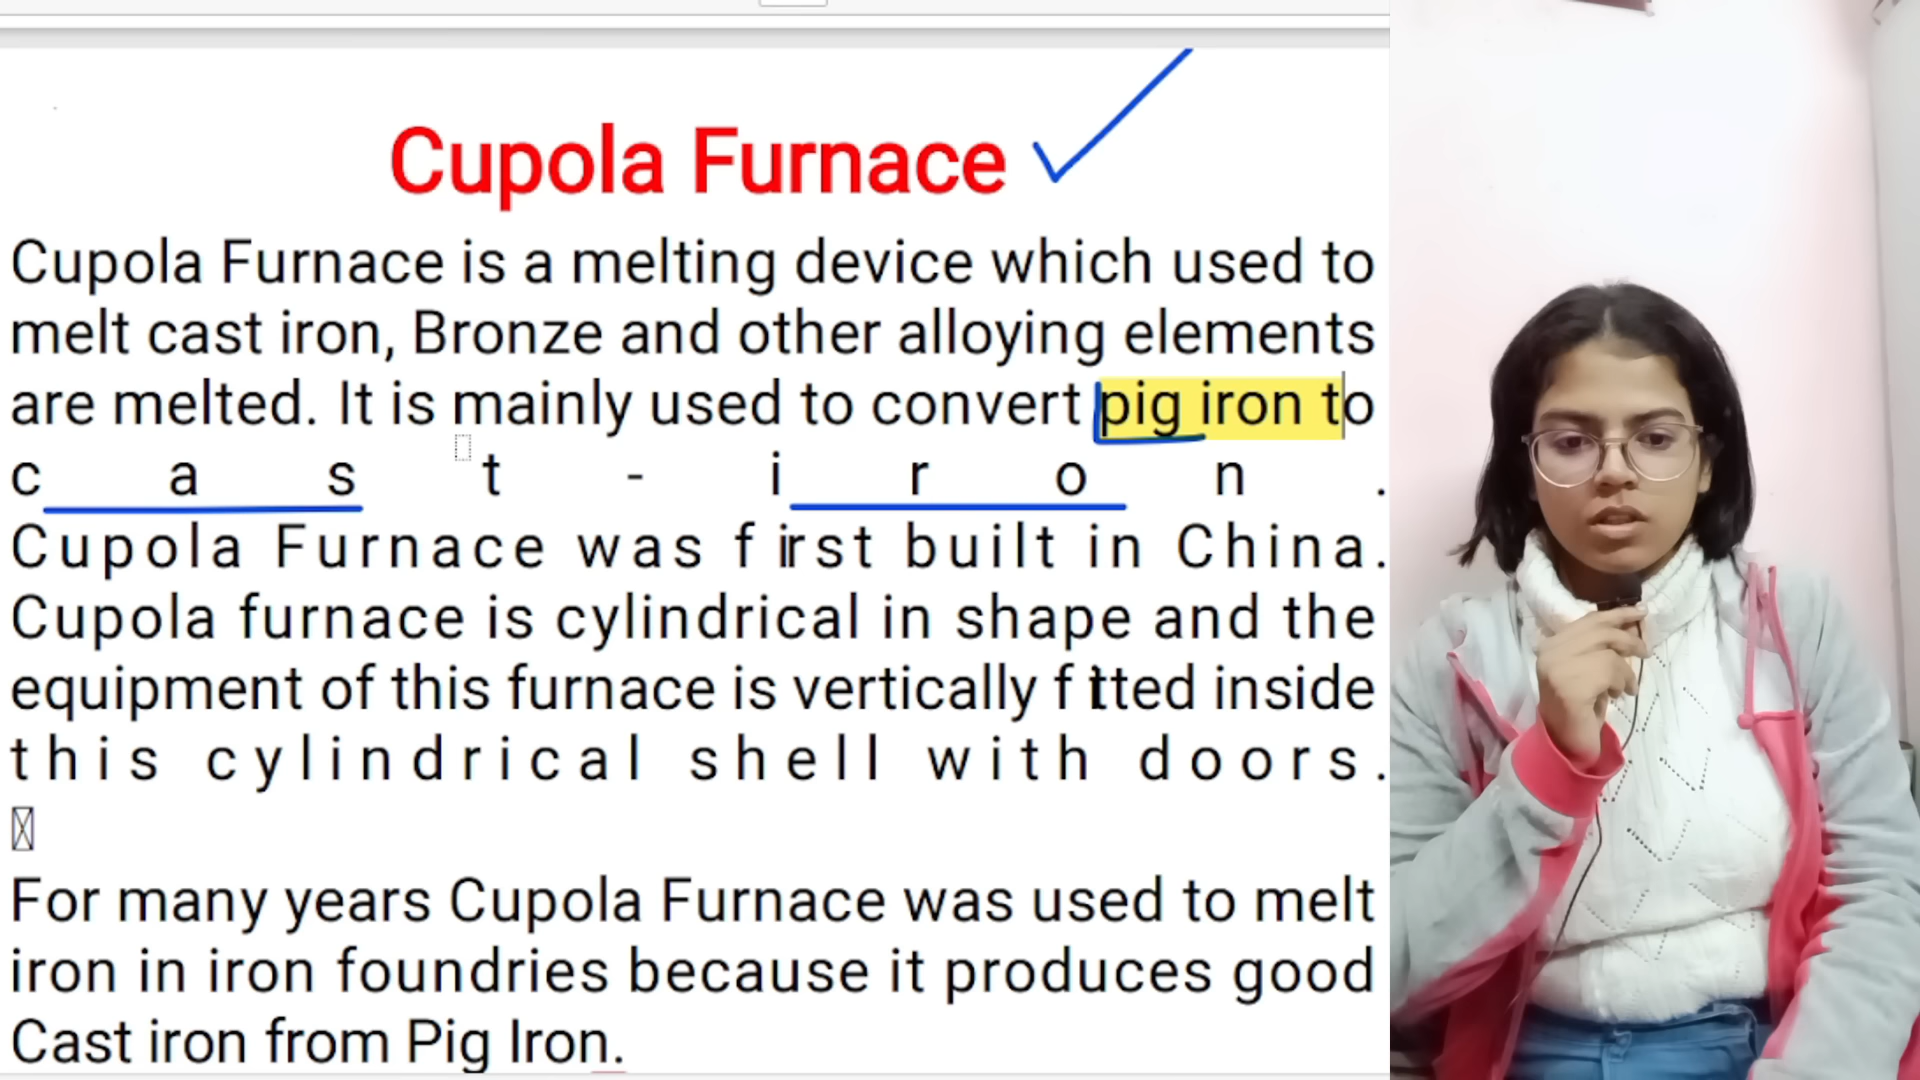 Cupola Furnace
Cupola Furnace is a melting device which used to
melt cast iron, Bronze and other alloying elements
are melted. It is mainly used to convert pig iron to
cast-iron.
Cupola Furnace was first built in China.
Cupola furnace is cylindrical in shape and the
equipment of this furnace is vertically fitted inside
this cylindrical shell with doors.
For many years Cupola Furnace was used to melt
iron in iron foundries because it produces good
Cast iron from Pig Iron.